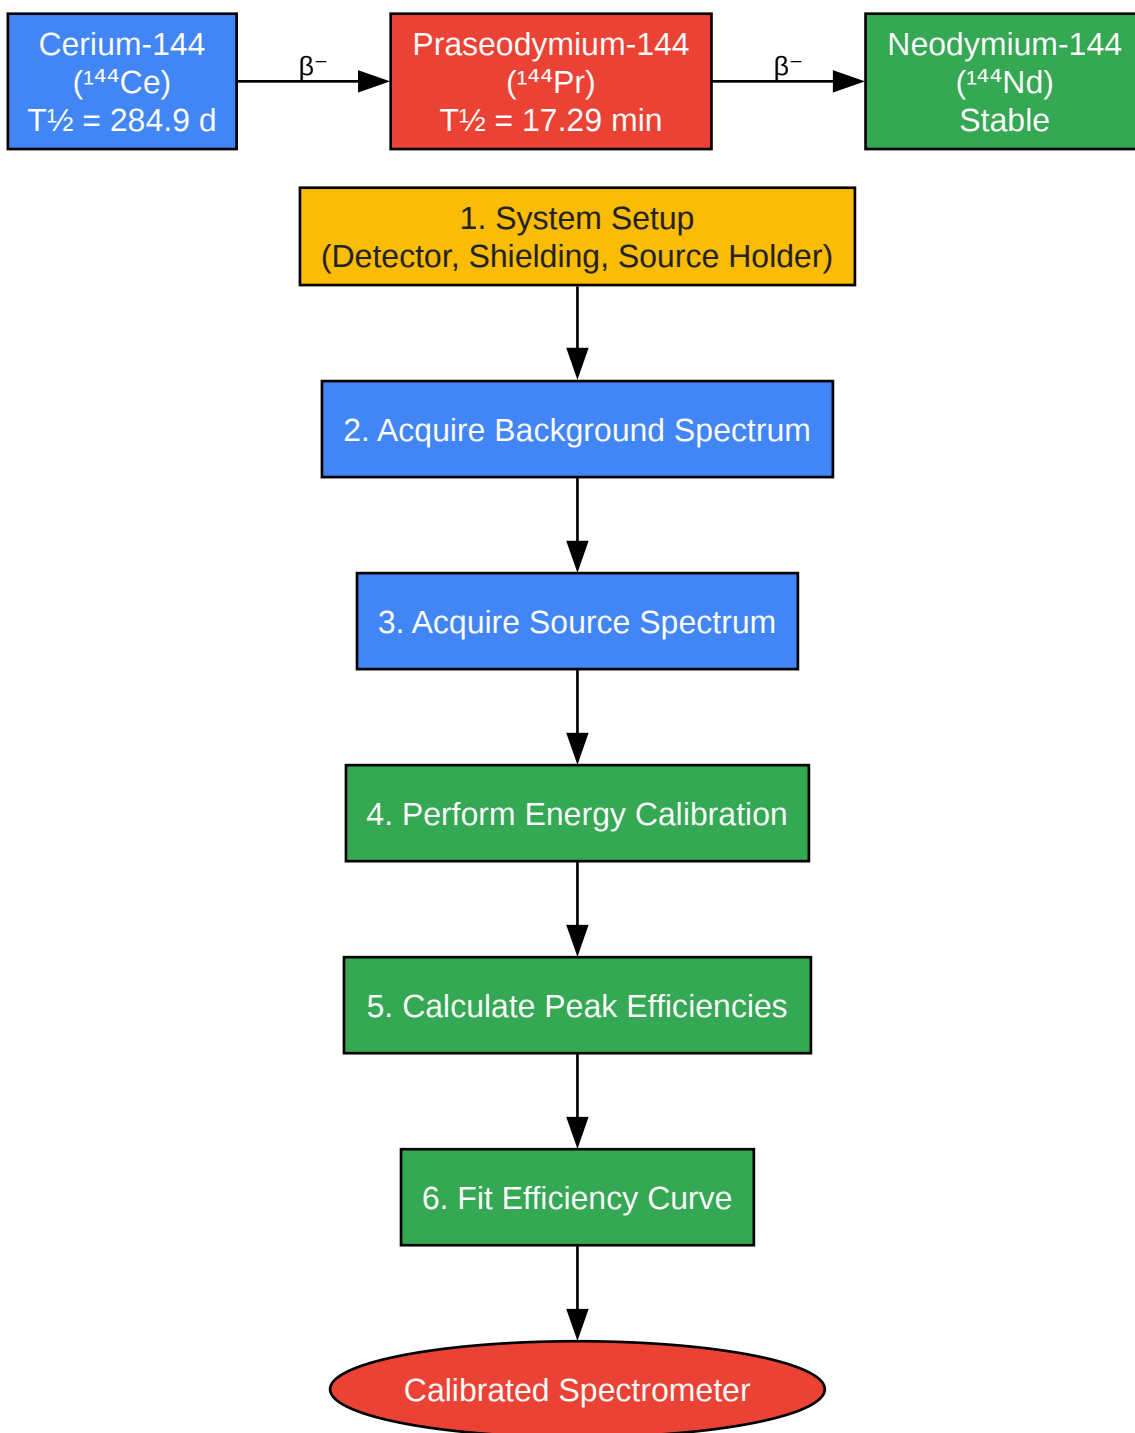 Cerium-144
(¹⁴⁴Ce)
T½ = 284.9 d
β⁻
Praseodymium-144
(¹⁴⁴Pr)
T½ = 17.29 min
β⁻
Neodymium-144
(¹⁴⁴Nd)
Stable
1. System Setup
(Detector, Shielding, Source Holder)
2. Acquire Background Spectrum
3. Acquire Source Spectrum
4. Perform Energy Calibration
5. Calculate Peak Efficiencies
6. Fit Efficiency Curve
Calibrated Spectrometer